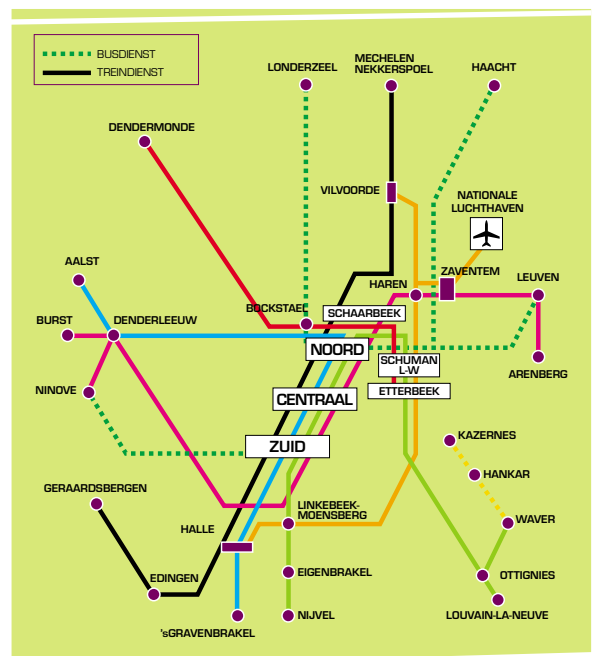 BUSDIENST
TREINDIENST
LONDERZEEL
MECHELEN
NEKKERSPOEL
HAACHT
DENDERMONDE
VILVOORDE
NATIONALE
LUCHTHAVEN
AALST
ZAVENTEM
HAREN
LEUVEN
BOCKSTAEL
SCHAARBEEK
BURST
DENDERLEEUW
NOORD
SCHUMAN
L-W
ARENBERG
NINOVE
CENTRAAL
ETTERBEEK
ZUID
KAZERNES
HANKAR
GERAARDSBERGEN
LINKEBEEK-
MOENSBERG
WAVER
HALLE
EDINGEN
EIGENBRAKEL
OTTIGNIES
'sGRAVENBRAKEL
NIJVEL
LOUVAIN-LA-NEUVE